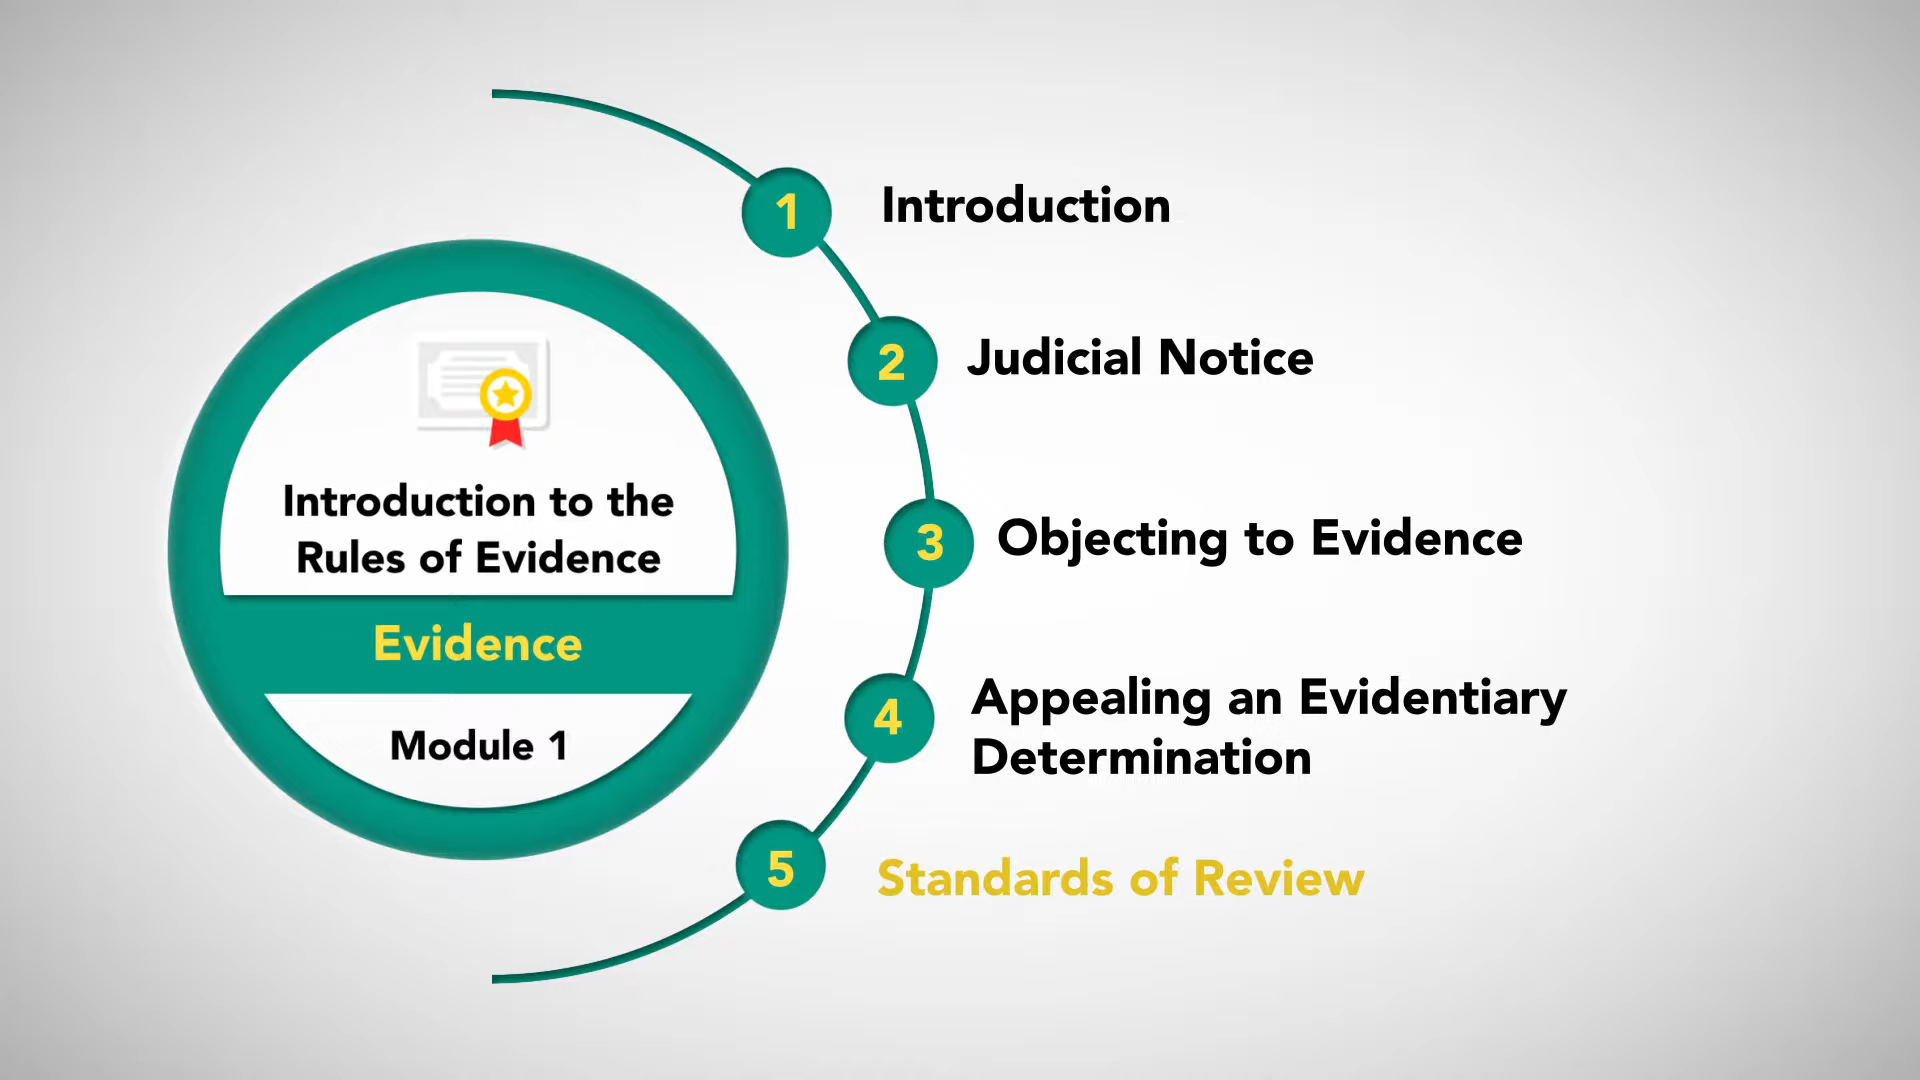 Introduction to the
Rules of Evidence
Evidence
Module 1
1
Introduction
2
Judicial Notice
3
Objecting to Evidence
4
Appealing an Evidentiary
Determination
5
Standards of Review